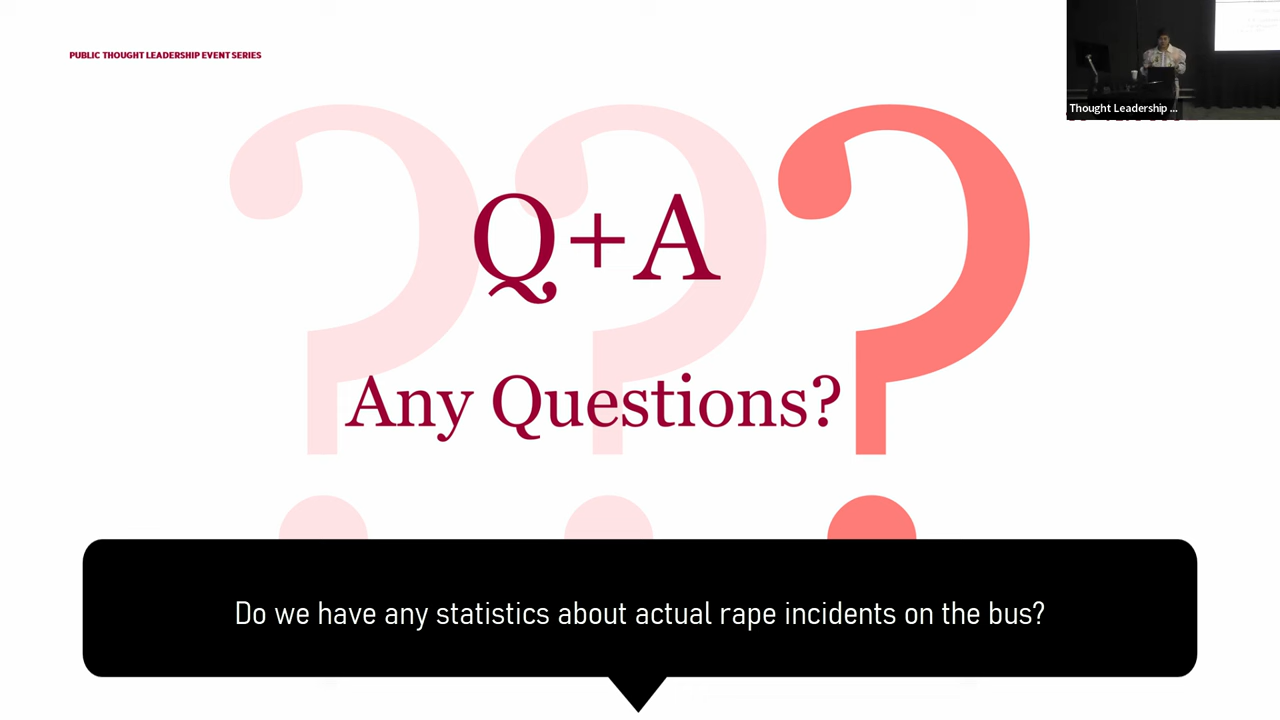 PUBLIC THOUGHT LEADERSHIP EVENT SERIES
Thought Leadership ...
Q+A
Any Questions?
Do we have any statistics about actual rape incidents on the bus?